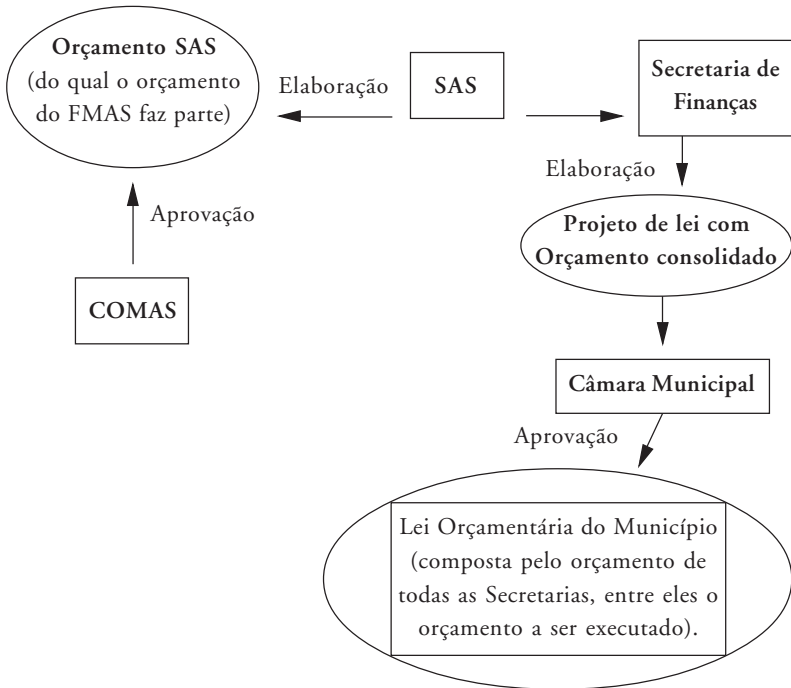 Orçamento SAS
(do qual o orçamento
do FMAS faz parte)
Elaboração
SAS
Secretaria de
Finanças
Elaboração
Aprovação
Projeto de lei com
Orçamento consolidado
COMAS
Câmara Municipal
Aprovação
Lei Orçamentária do Município
(composta pelo orçamento de
todas as Secretarias, entre eles o
orçamento a ser executado).